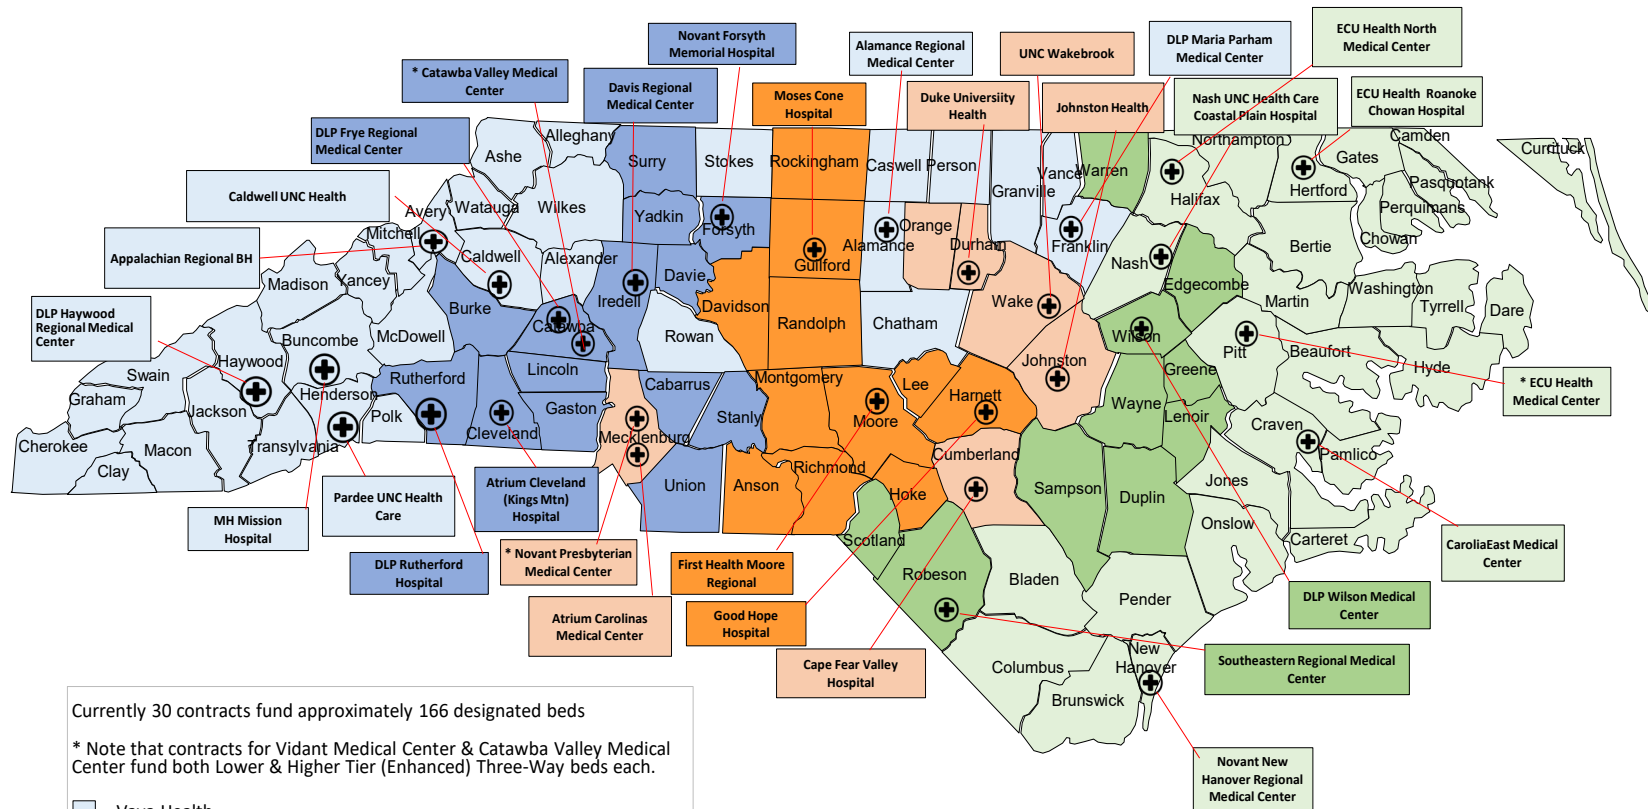 Novant Forsyth
Memorial Hospital
Alamance Regional
Medical Center
UNC Wakebrook
DLP Maria Parham
Medical Center
ECU Health North
Medical Center
* Catawba Valley Medical
Center
Davis Regional
Medical Center
Moses Cone
Hospital
Duke Universiity
Health
Johnston Health
Nash UNC Health Care
Coastal Plain Hospital
ECU Health  Roanoke
Chowan Hospital
DLP Frye Regional
Medical Center
Caldwell UNC Health
Appalachian Regional BH
DLP Haywood
Regional Medical
Center
Alleghany
Ashe
Surry
Stokes
Rockingham
Caswell
Person
Granville
Vance
Warren
Northampton
Camden
Gates
Currituck
Pasquotank
Perquimans
Chowan
Hertford
Halifax
Bertie
Watauga
Wilkes
Yadkin
Forsyth
Guilford
Alamance
Orange
Durham
Franklin
Nash
Edgecombe
Martin
Washington
Tyrrell
Dare
Avery
Mitchell
Caldwell
Alexander
Iredell
Davie
Davidson
Randolph
Chatham
Wake
Wilson
Pitt
Beaufort
Hyde
Madison
Yancey
Burke
Catawba
Rowan
Johnston
Greene
Buncombe
McDowell
Haywood
Swain
Graham
Henderson
Rutherford
Lincoln
Cabarrus
Montgomery
Lee
Harnett
Wayne
Lenoir
Craven
Pamlico
Jackson
Polk
Cleveland
Gaston
Mecklenburg
Stanly
Moore
Cherokee
Macon
Clay
Transylvania
Union
Anson
Richmond
Hoke
Cumberland
Sampson
Duplin
Jones
Onslow
Carteret
Scotland
Robeson
Bladen
Pender
Columbus
New
Hanover
Brunswick
* ECU Health
Medical Center
MH Mission
Hospital
Pardee UNC Health
Care
Atrium Cleveland
(Kings Mtn)
Hospital
DLP Rutherford
Hospital
* Novant Presbyterian
Medical Center
Atrium Carolinas
Medical Center
First Health Moore
Regional
Good Hope
Hospital
Cape Fear Valley
Hospital
CaroliaEast Medical
Center
DLP Wilson Medical
Center
Southeastern Regional Medical
Center
Novant New
Hanover Regional
Medical Center
Currently 30 contracts fund approximately 166 designated beds
* Note that contracts for Vidant Medical Center & Catawba Valley Medical
Center fund both Lower & Higher Tier (Enhanced) Three-Way beds each.
Vaya Health